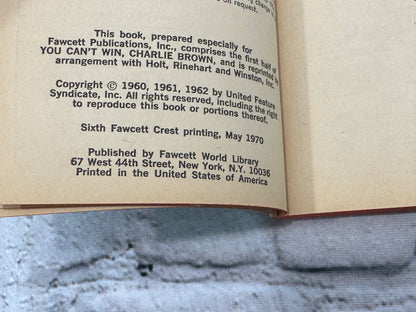 on request.
This book, prepared especially for
Fawcett Publications, Inc., comprises the first half of
YOU CAN'T WIN, CHARLIE BROWN, and is reprinted by
arrangement with Holt, Rinehart and Winston, Inc.
Copyright © 1960, 1961, 1962 by United Feature
Syndicate, Inc. All rights reserved, including the right
to reproduce this book or portions thereof.
Sixth Fawcett Crest printing, May 1970
Published by Fawcett World Library
67 West 44th Street, New York, N.Y. 10036
Printed in the United States of America